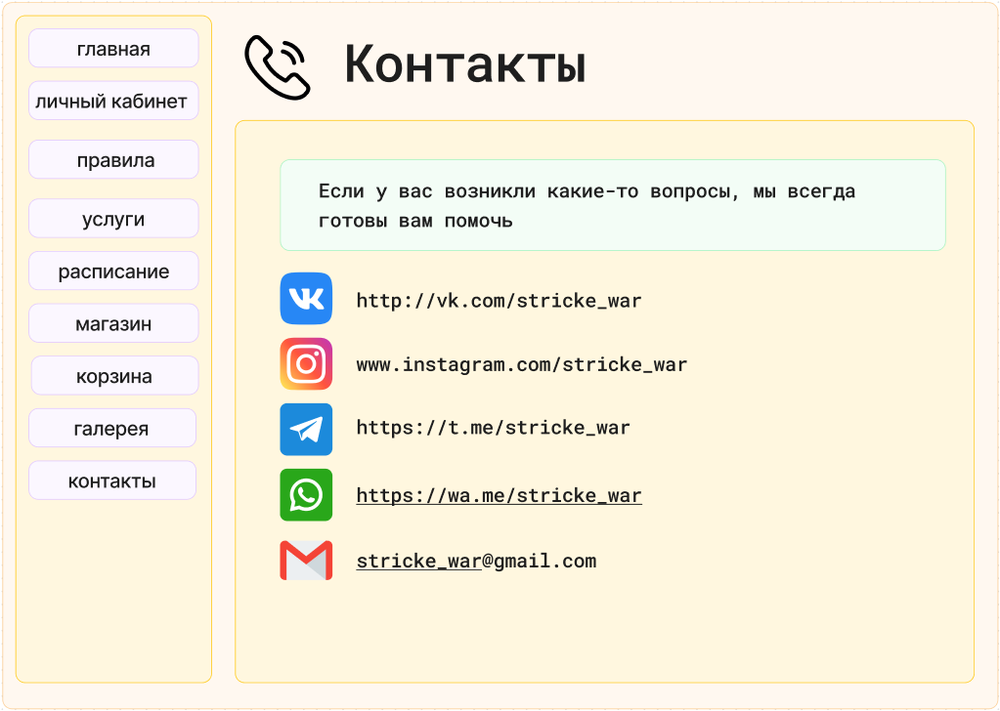 главная
личный кабинет
правила
услуги
расписание
магазин
корзина
галерея
контакты
Контакты
Если у вас возникли какие-то вопросы, мы всегда
готовы вам помочь
http://vk.com/stricke_war
www.instagram.com/stricke_war
https://t.me/stricke_war
https://wa.me/stricke_war
stricke_war@gmail.com